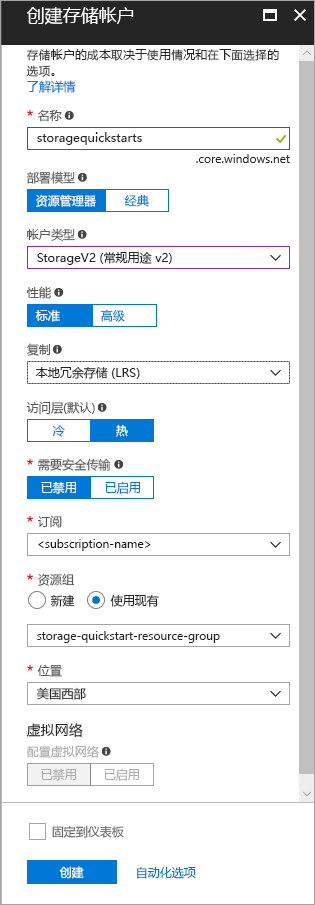 创建存储帐户
存储帐户的成本取决于使用情况和在下面选择的
选项。
了解详情
* 名称
storagequickstarts
.core.windows.net
部署模型
资源管理器 经典
帐户类型
StorageV2 (常规用途 v2)
性能
标准 高级
复制
本地冗余存储 (LRS)
访问层(默认)
冷 热
* 需要安全传输
已禁用 已启用
* 订阅
<subscription-name>
* 资源组
新建 使用现有
storage-quickstart-resource-group
* 位置
美国西部
虚拟网络
配置虚拟网络
已禁用 已启用
固定到仪表板
创建 自动化选项